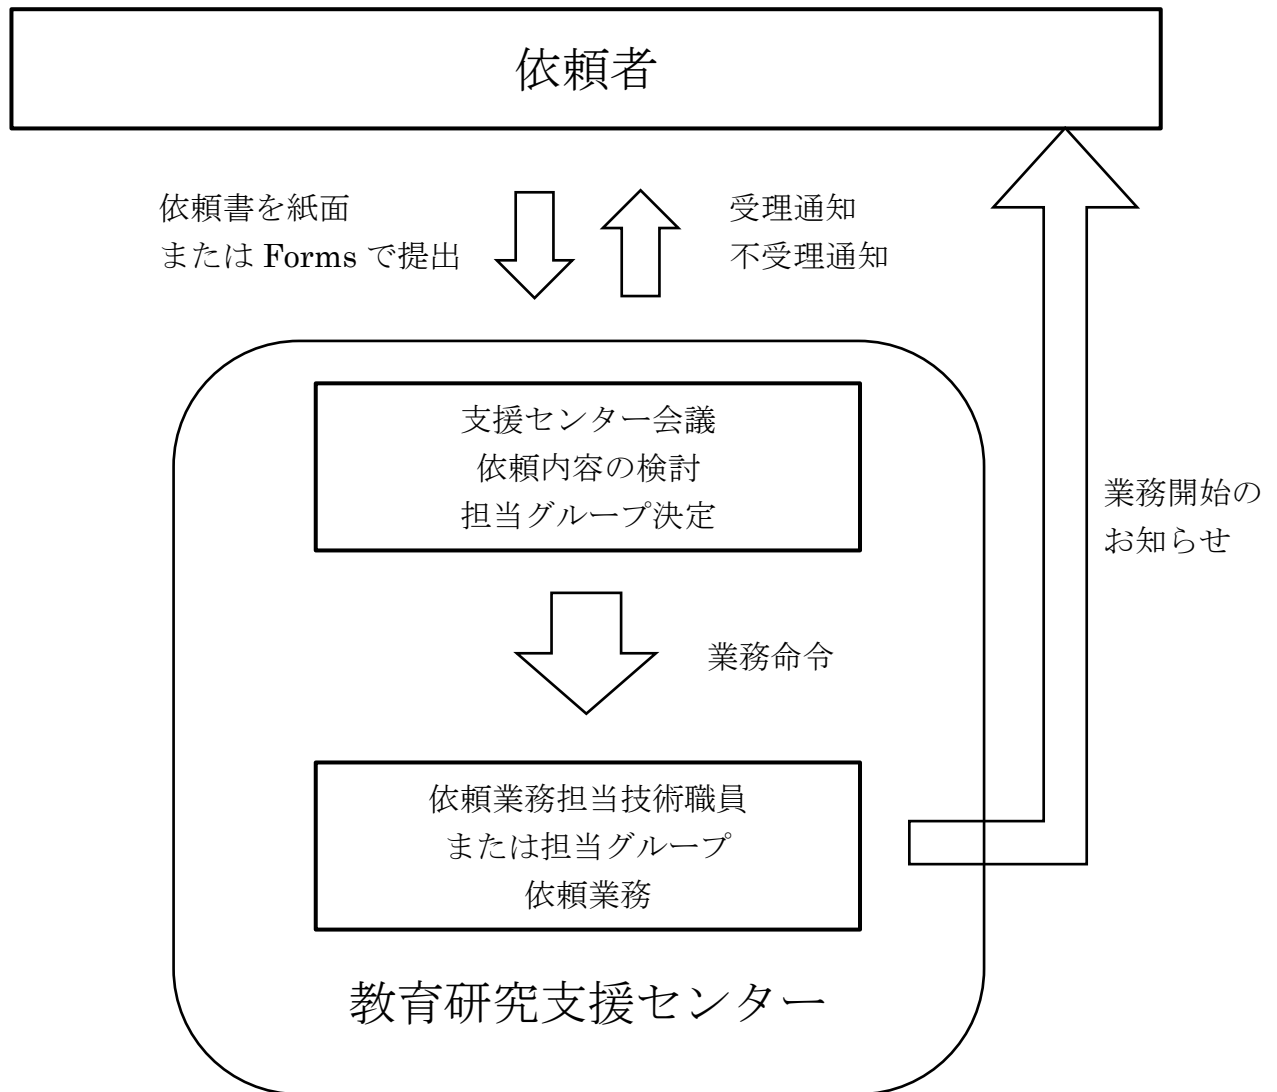 依頼者
依頼書を紙面
または Forms で提出
受理通知
不受理通知
支援センター会議
依頼内容の検討
担当グループ決定
業務開始の
お知らせ
業務命令
依頼業務担当技術職員
または担当グループ
依頼業務
教育研究支援センター